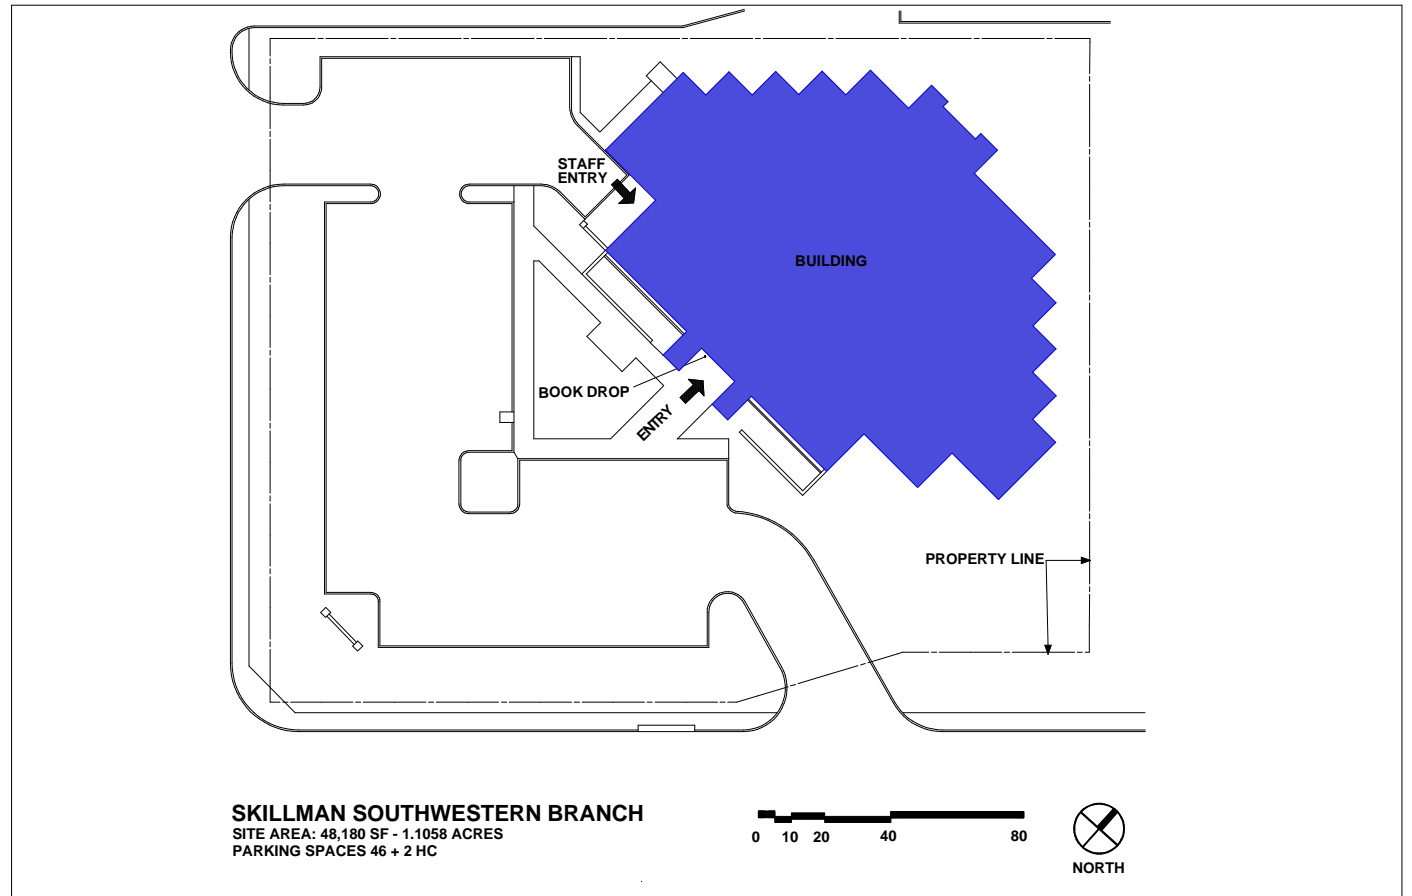 STAFF
ENTRY
BUILDING
BOOK DROP
ENTRY
PROPERTY LINE
SKILLMAN SOUTHWESTERN BRANCH
SITE AREA: 48,180 SF - 1.1058 ACRES
PARKING SPACES 46 + 2 HC
0 10 20 40 80
NORTH